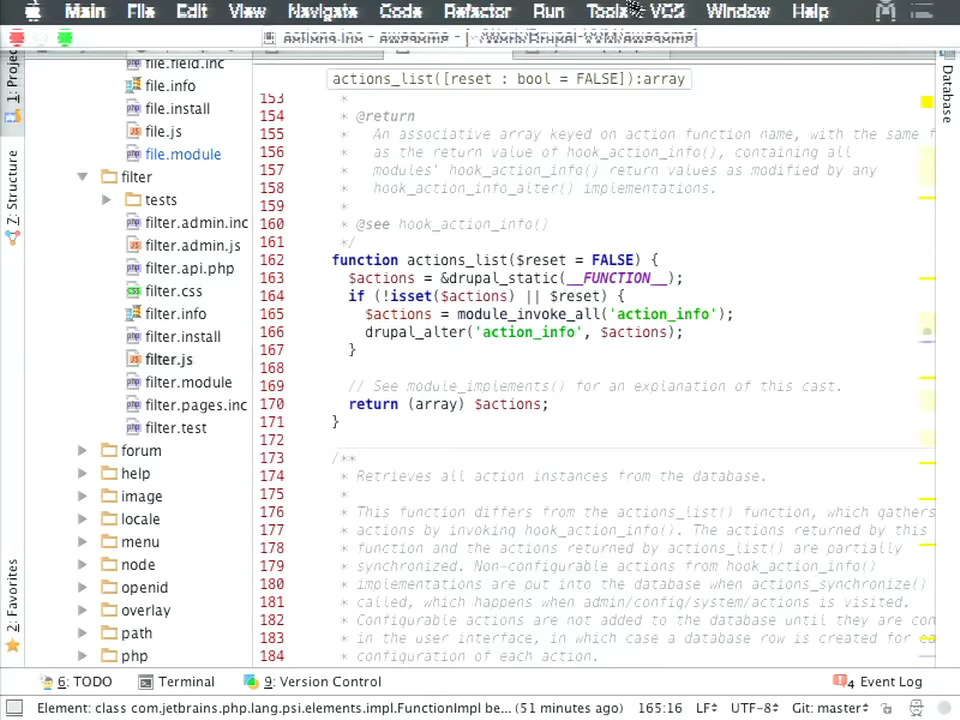 Main File Edit View Navigate Code Refactor Run Tools VCS Window Help
actions.inc - awesome - [~/Work/Drupal-VVM/awesome]
1: Project
Z: Structure
2: Favorites
file.field.inc
file.info
file.install
file.js
file.module
filter
tests
filter.admin.inc
filter.admin.js
filter.api.php
filter.css
filter.info
filter.install
filter.js
filter.module
filter.pages.inc
filter.test
forum
help
image
locale
menu
node
openid
overlay
path
php
actions_list([reset : bool = FALSE]):array
153 *
154 * @return
155 * An associative array keyed on action function name, with the same f
156 * as the return value of hook_action_info(), containing all
157 * modules' hook_action_info() return values as modified by any
158 * hook_action_info_alter() implementations.
159 *
160 * @see hook_action_info()
161 */
162 function actions_list($reset = FALSE) {
163 $actions = &drupal_static(__FUNCTION__);
164 if (!isset($actions) || $reset) {
165 $actions = module_invoke_all('action_info');
166 drupal_alter('action_info', $actions);
167 }
168
169 // See module_implements() for an explanation of this cast.
170 return (array) $actions;
171 }
172
173 /**
174 * Retrieves all action instances from the database.
175 *
176 * This function differs from the actions_list() function, which gathers
177 * actions by invoking hook_action_info(). The actions returned by this
178 * function and the actions returned by actions_list() are partially
179 * synchronized. Non-configurable actions from hook_action_info()
180 * implementations are put into the database when actions_synchronize()
181 * called, which happens when admin/config/system/actions is visited.
182 * Configurable actions are not added to the database until they are con
183 * in the user interface, in which case a database row is created for ea
184 * configuration of each action.
Database
6: TODO Terminal 9: Version Control 4 Event Log
Element: class com.jetbrains.php.lang.psi.elements.impl.FunctionImpl be... (51 minutes ago) 165:16 LF÷ UTF-8÷ Git: master÷